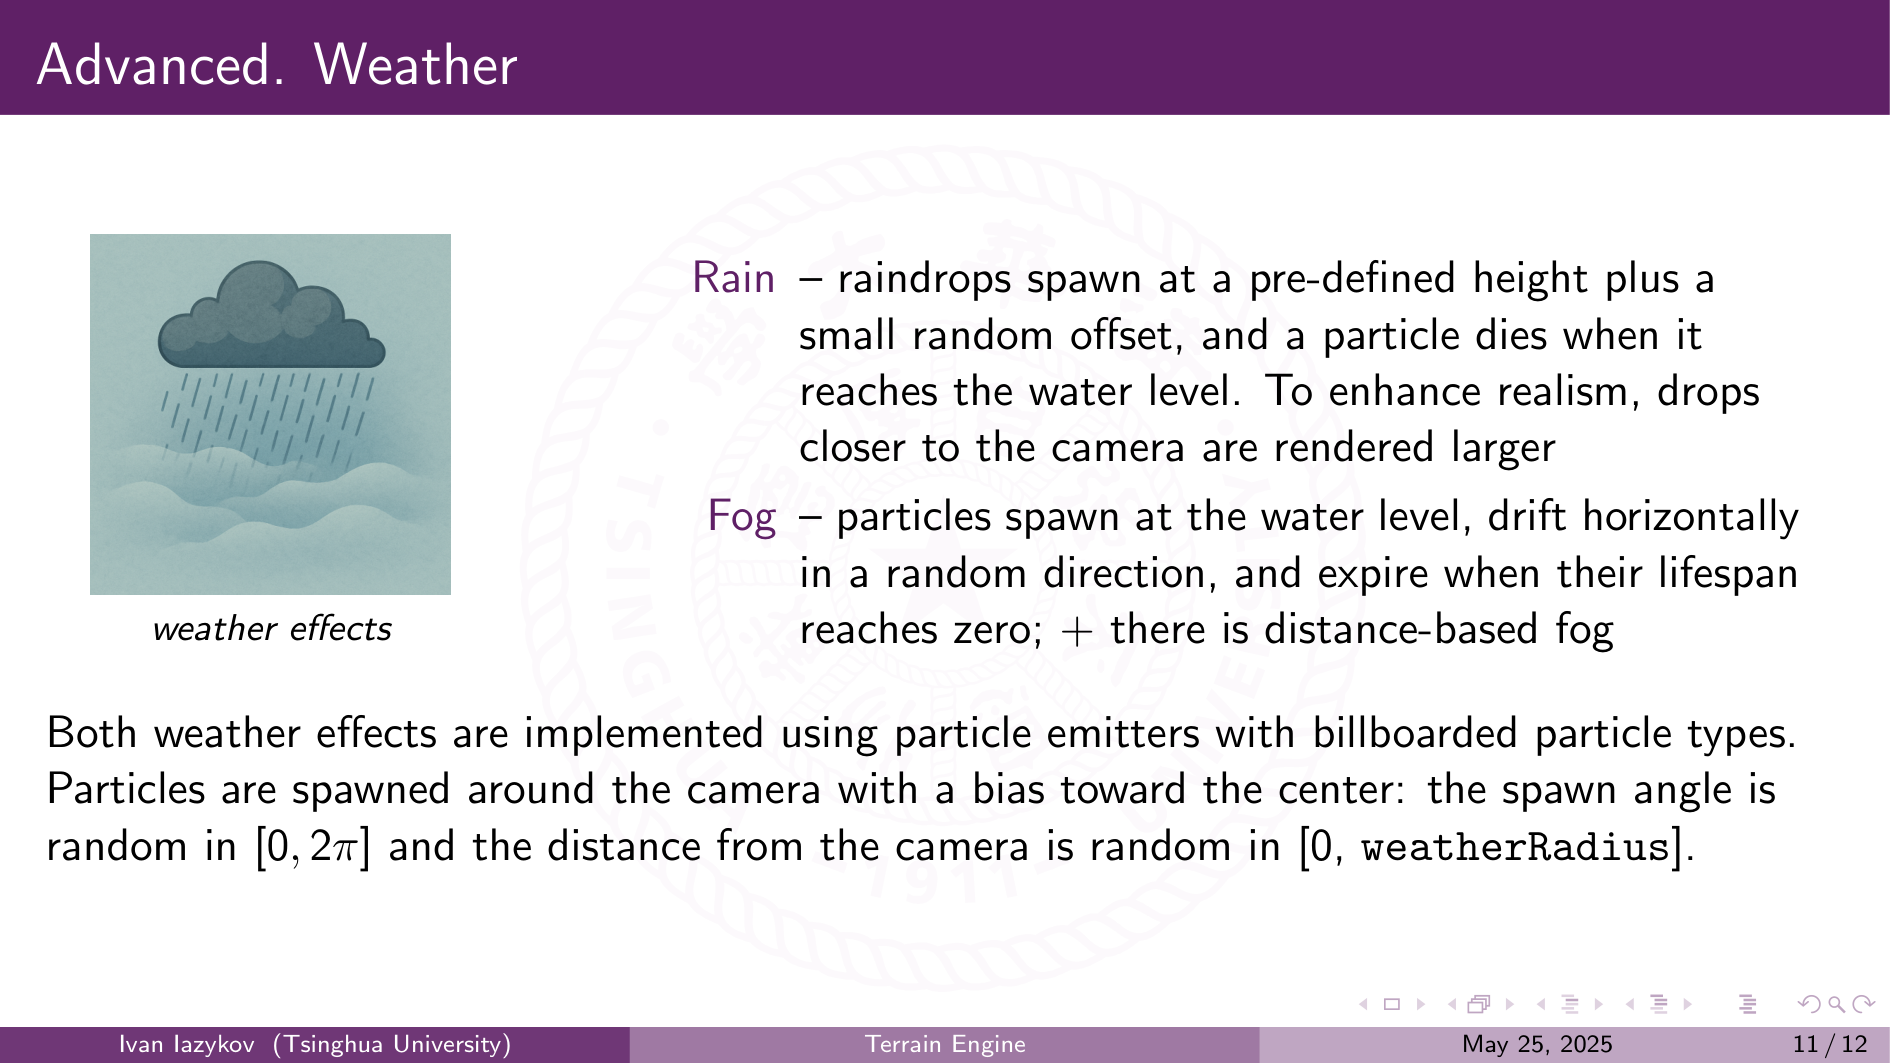 Advanced. Weather
weather effects
Rain – raindrops spawn at a pre-defined height plus a
small random offset, and a particle dies when it
reaches the water level. To enhance realism, drops
closer to the camera are rendered larger
Fog – particles spawn at the water level, drift horizontally
in a random direction, and expire when their lifespan
reaches zero; + there is distance-based fog
Both weather effects are implemented using particle emitters with billboarded particle types.
Particles are spawned around the camera with a bias toward the center: the spawn angle is
random in [0, 2π] and the distance from the camera is random in [0, weatherRadius].
TSINGHUA UNIVERSITY
1911
Ivan Iazykov (Tsinghua University)
Terrain Engine
May 25, 2025
11 / 12